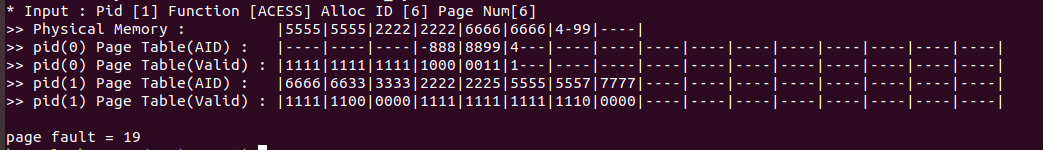 * Input : Pid [1] Function [ACESS] Alloc ID [6] Page Num[6]
>> Physical Memory :            |5555|5555|2222|2222|6666|6666|4-99|----|
>> pid(0) Page Table(AID) :   |----|----|----|-888|8899|4---|----|----|----|----|----|----|----|----|----|----|
>> pid(0) Page Table(Valid) : |1111|1111|1111|1000|0011|1---|----|----|----|----|----|----|----|----|----|----|
>> pid(1) Page Table(AID) :   |6666|6633|3333|2222|2225|5555|5557|7777|----|----|----|----|----|----|----|----|
>> pid(1) Page Table(Valid) : |1111|1100|0000|1111|1111|1111|1110|0000|----|----|----|----|----|----|----|----|
page fault = 19